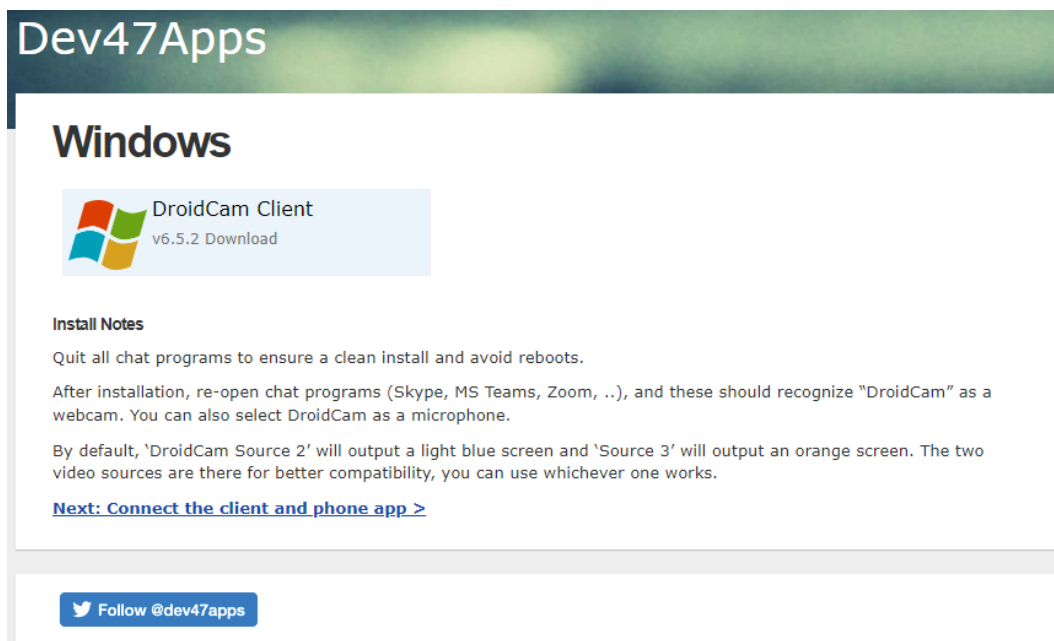 Dev47Apps
Windows
DroidCam Client
v6.5.2 Download
Install Notes
Quit all chat programs to ensure a clean install and avoid reboots.
After installation, re-open chat programs (Skype, MS Teams, Zoom, ..), and these should recognize “DroidCam” as a
webcam. You can also select DroidCam as a microphone.
By default, ‘DroidCam Source 2’ will output a light blue screen and ‘Source 3’ will output an orange screen. The two
video sources are there for better compatibility, you can use whichever one works.
Next: Connect the client and phone app >
Follow @dev47apps